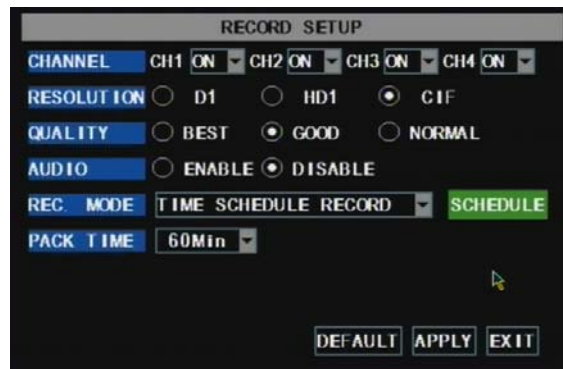 RECORD SETUP
CHANNEL CH1 ON CH2 ON CH3 ON CH4 ON
RESOLUTION D1 HD1 CIF
QUALITY BEST GOOD NORMAL
AUDIO ENABLE DISABLE
REC. MODE TIME SCHEDULE RECORD SCHEDULE
PACK TIME 60Min
DEFAULT APPLY EXIT